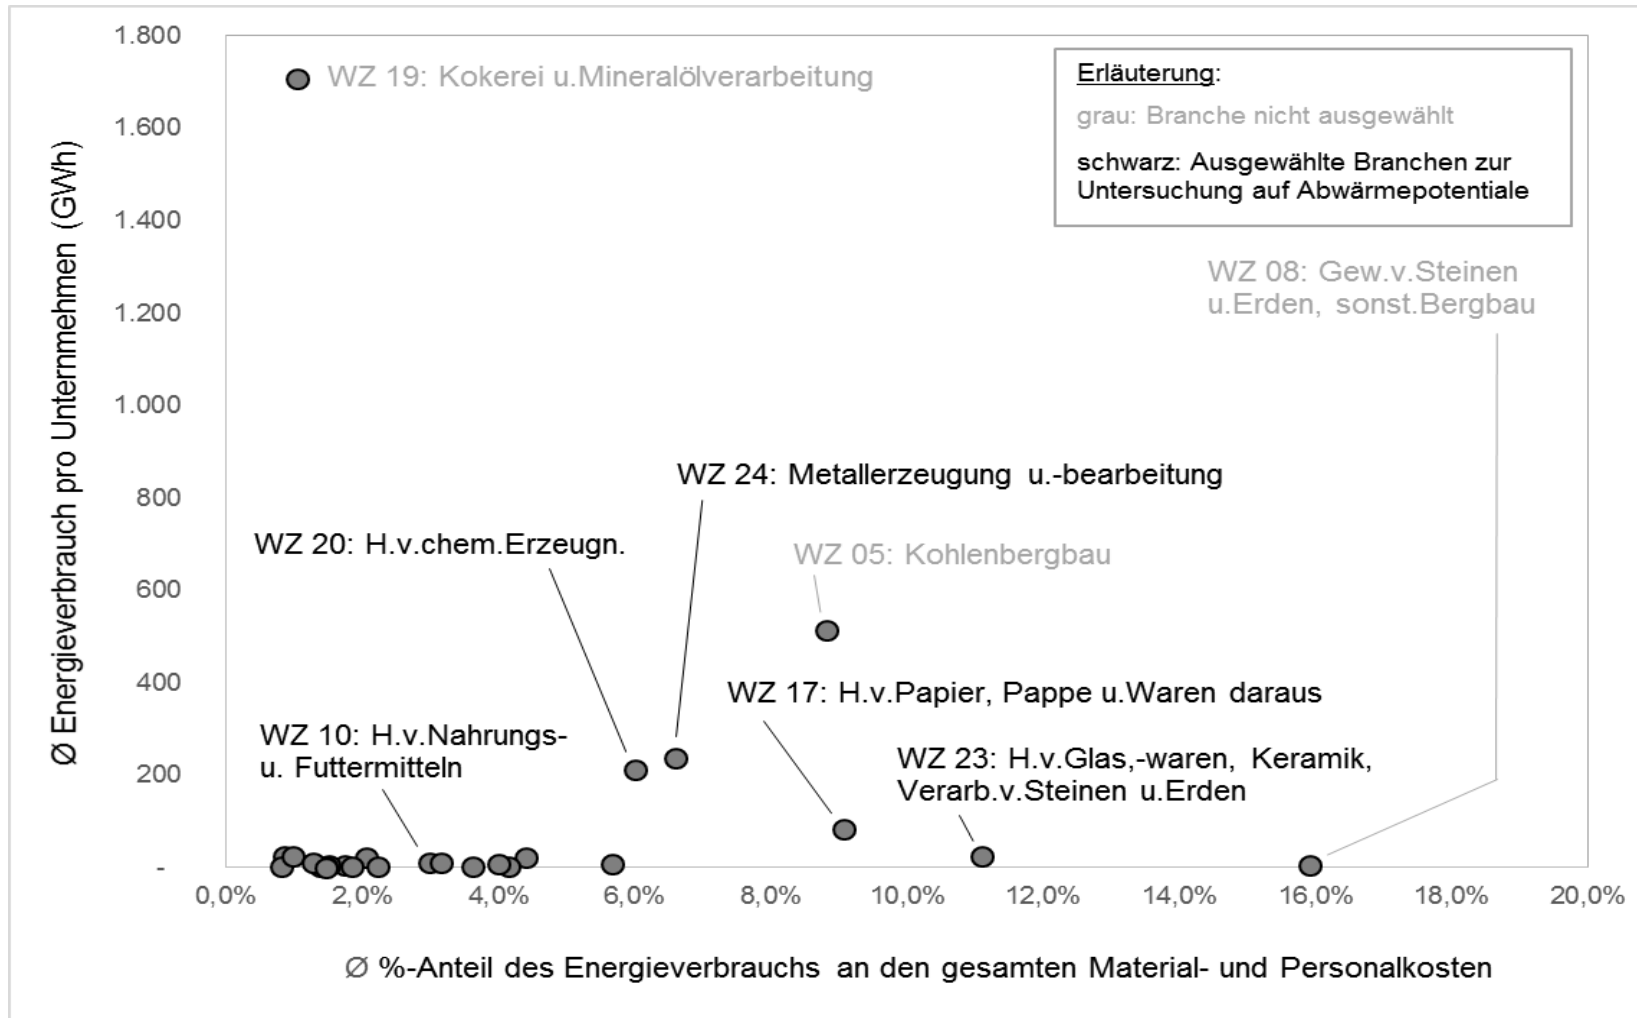 1.800
1.600
1.400
1.200
1.000
800
600
400
200
-
Ø Energieverbrauch pro Unternmehmen (GWh)
WZ 19: Kokerei u.Mineralölverarbeitung
Erläuterung:
grau: Branche nicht ausgewählt
schwarz: Ausgewählte Branchen zur
Untersuchung auf Abwärmepotentiale
WZ 08: Gew.v.Steinen
u.Erden, sonst.Bergbau
WZ 24: Metallerzeugung u.-bearbeitung
WZ 20: H.v.chem.Erzeugn.
WZ 05: Kohlenbergbau
WZ 17: H.v.Papier, Pappe u.Waren daraus
WZ 10: H.v.Nahrungs-
u. Futtermitteln
WZ 23: H.v.Glas,-waren, Keramik,
Verarb.v.Steinen u.Erden
0,0% 2,0% 4,0% 6,0% 8,0% 10,0% 12,0% 14,0% 16,0% 18,0% 20,0%
Ø %-Anteil des Energieverbrauchs an den gesamten Material- und Personalkosten